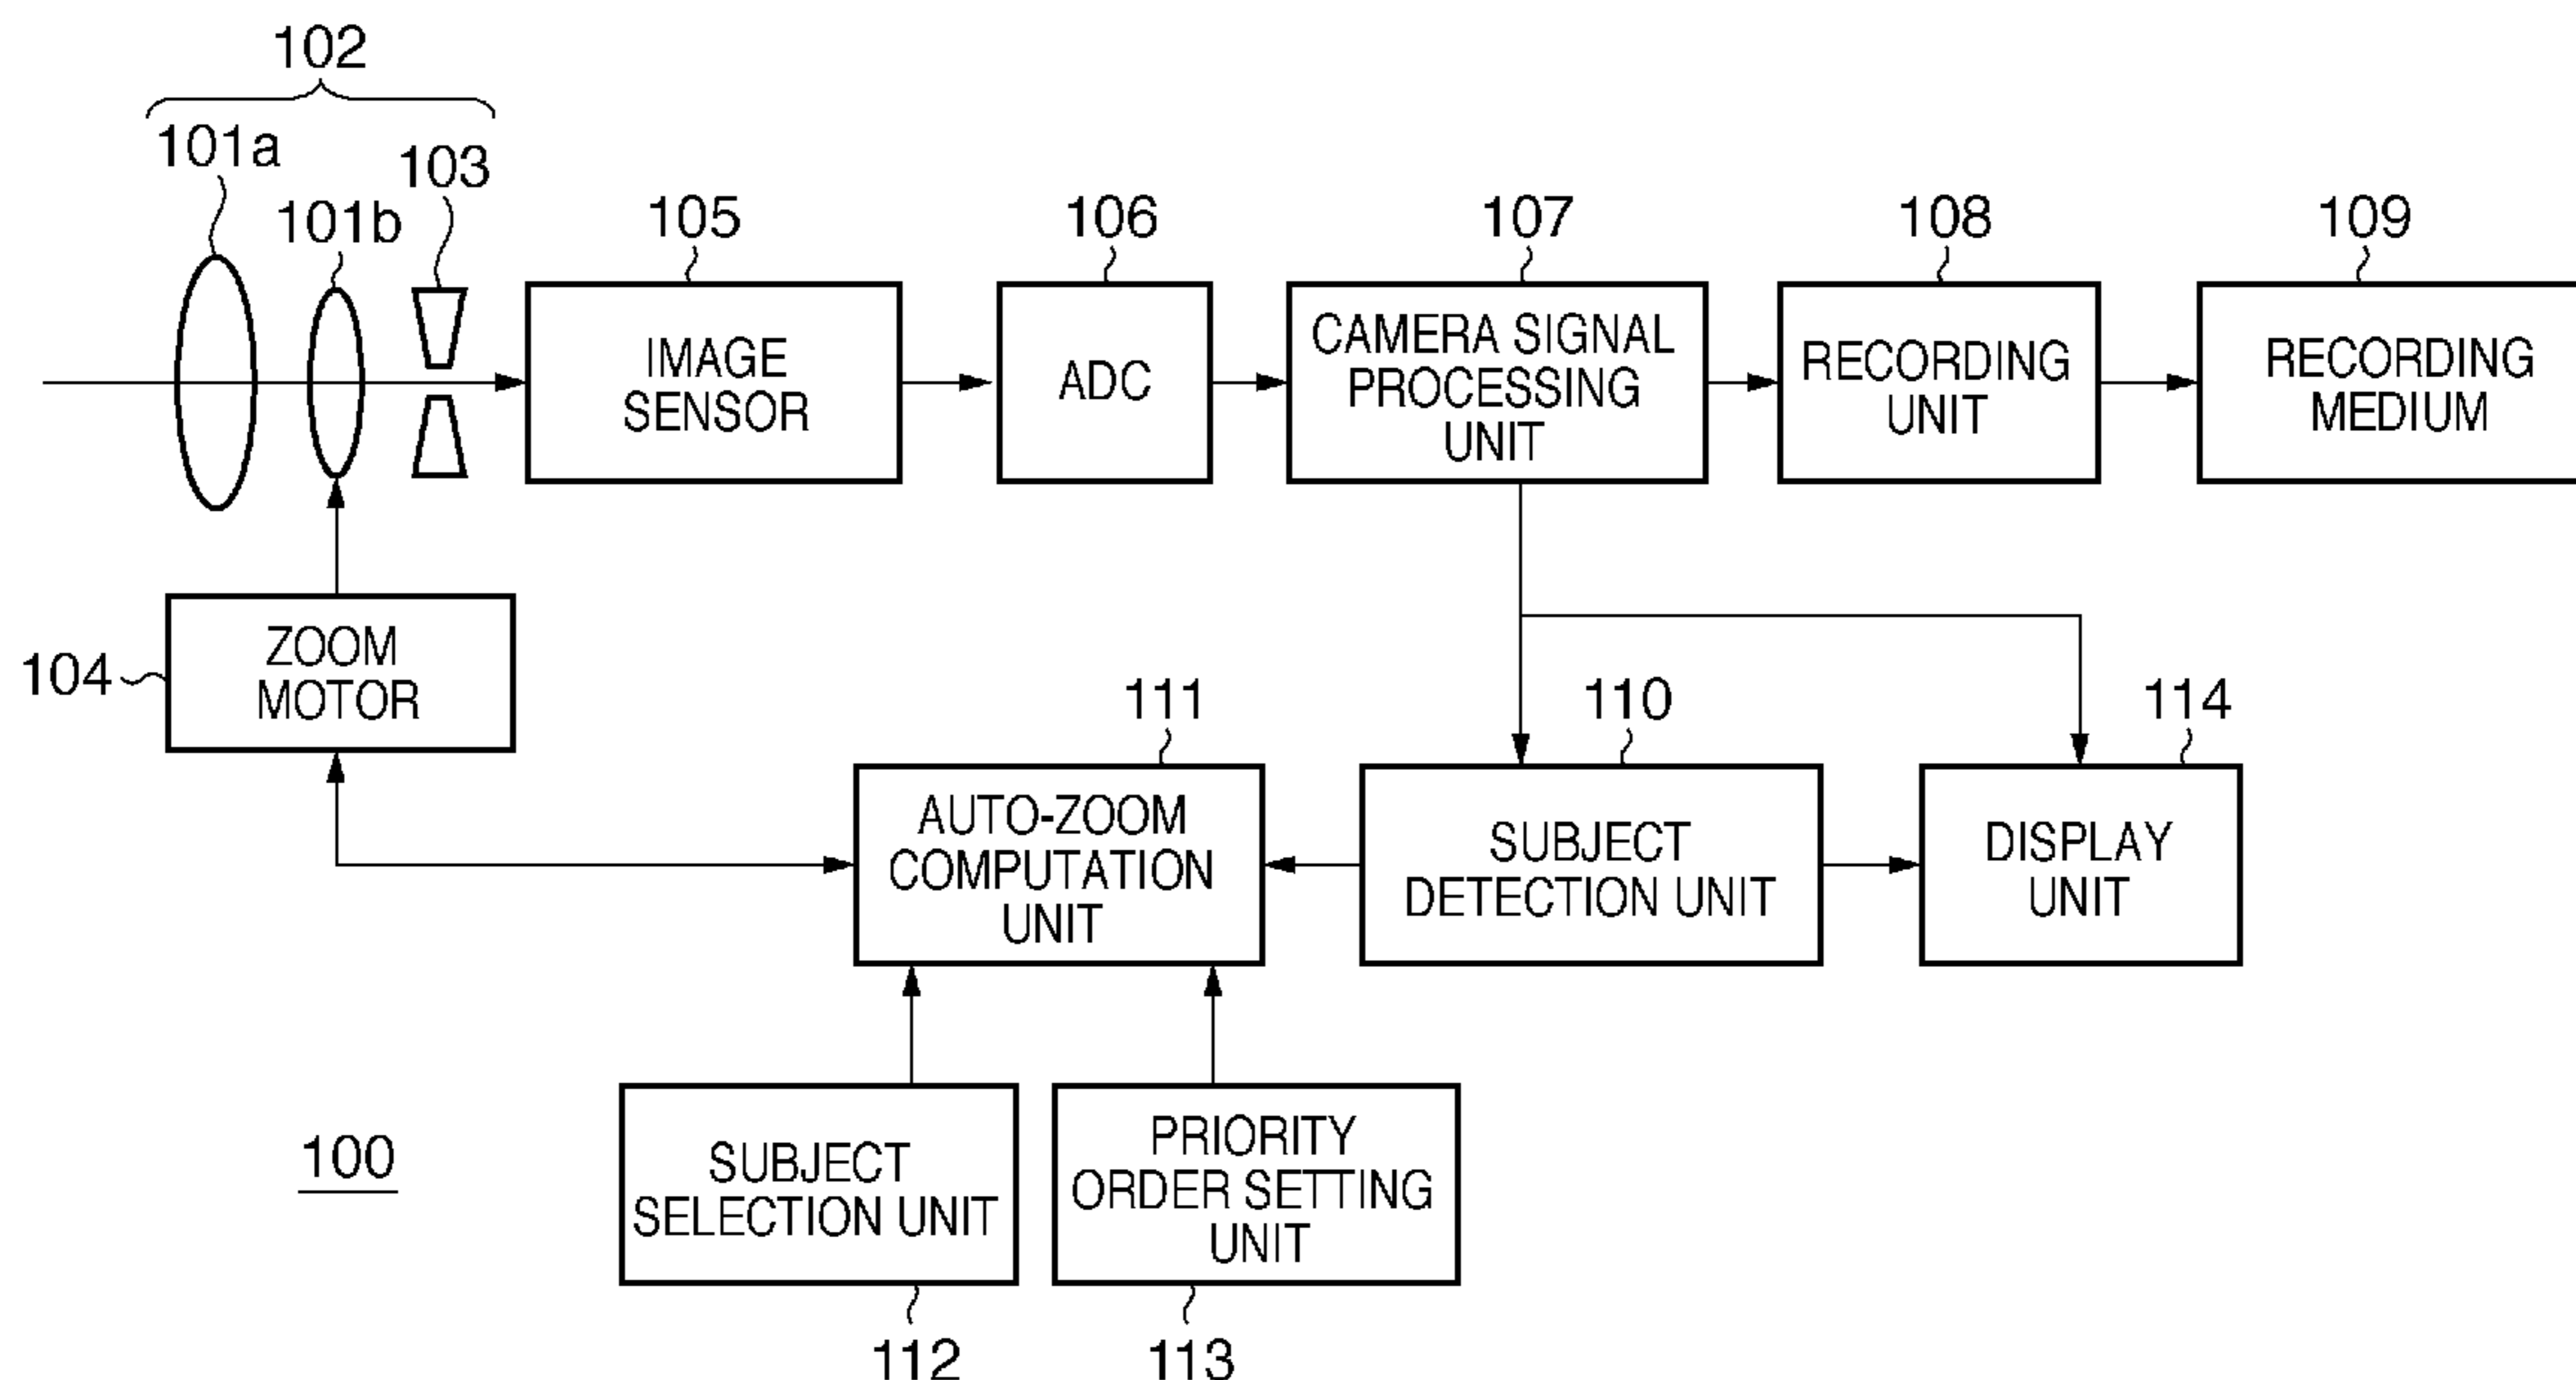 102
101a
103
101b
105
106
107
108
109
IMAGE
SENSOR
ADC
CAMERA SIGNAL
PROCESSING
UNIT
RECORDING
UNIT
RECORDING
MEDIUM
104
ZOOM
MOTOR
111
110
114
AUTO-ZOOM
COMPUTATION
UNIT
SUBJECT
DETECTION UNIT
DISPLAY
UNIT
100
SUBJECT
SELECTION UNIT
PRIORITY
ORDER SETTING
UNIT
112
113